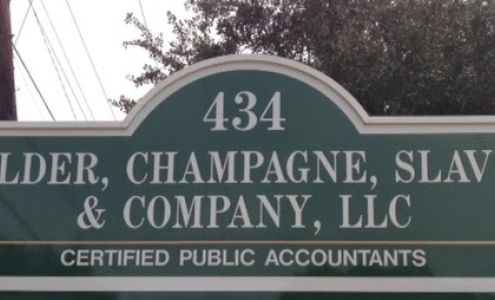 434
LDER, CHAMPAGNE, SLAV
& COMPANY, LLC
CERTIFIED PUBLIC ACCOUNTANTS